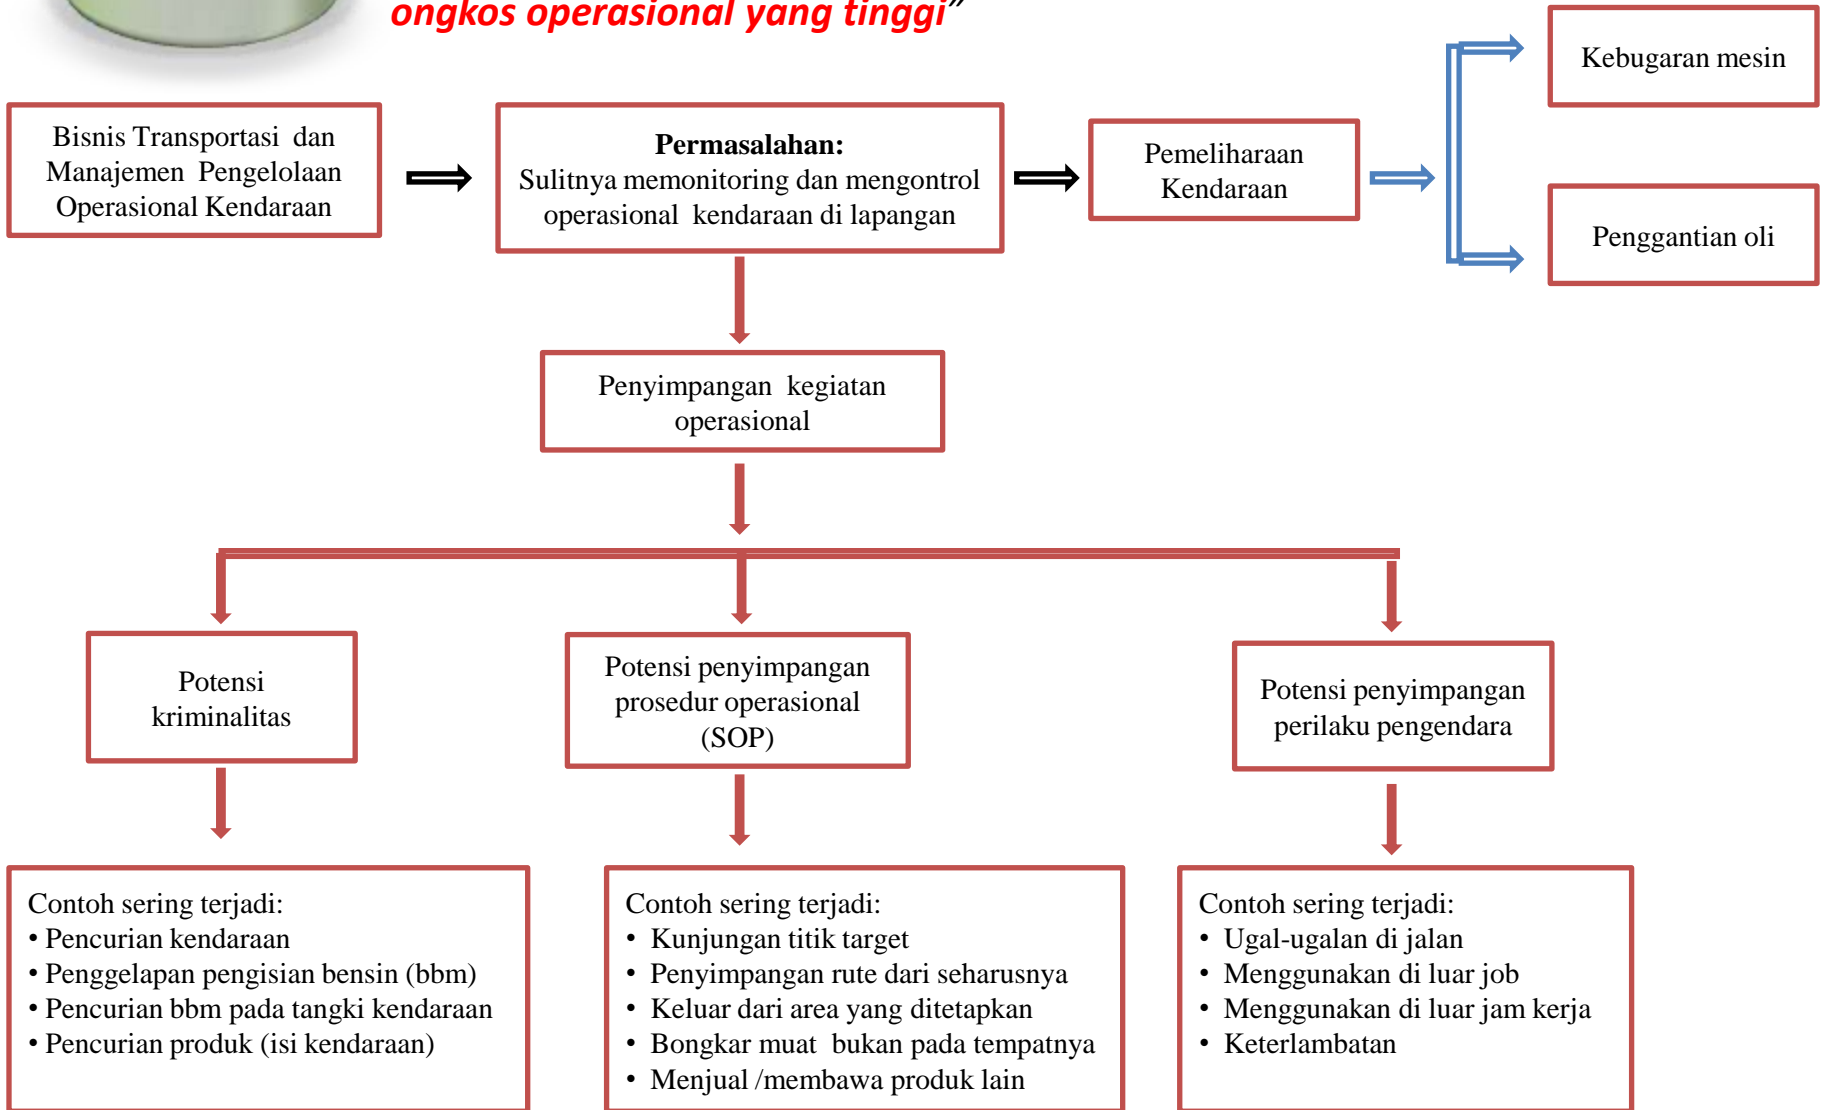 ongkos operasional yang tinggi”
Bisnis Transportasi dan
Manajemen Pengelolaan
Operasional Kendaraan
Permasalahan:
Sulitnya memonitoring dan mengontrol
operasional kendaraan di lapangan
Pemeliharaan
Kendaraan
Kebugaran mesin
Penggantian oli
Penyimpangan kegiatan
operasional
Potensi
kriminalitas
Potensi penyimpangan
prosedur operasional
(SOP)
Potensi penyimpangan
perilaku pengendara
Contoh sering terjadi:
• Pencurian kendaraan
• Penggelapan pengisian bensin (bbm)
• Pencurian bbm pada tangki kendaraan
• Pencurian produk (isi kendaraan)
Contoh sering terjadi:
• Kunjungan titik target
• Penyimpangan rute dari seharusnya
• Keluar dari area yang ditetapkan
• Bongkar muat bukan pada tempatnya
• Menjual /membawa produk lain
Contoh sering terjadi:
• Ugal-ugalan di jalan
• Menggunakan di luar job
• Menggunakan di luar jam kerja
• Keterlambatan